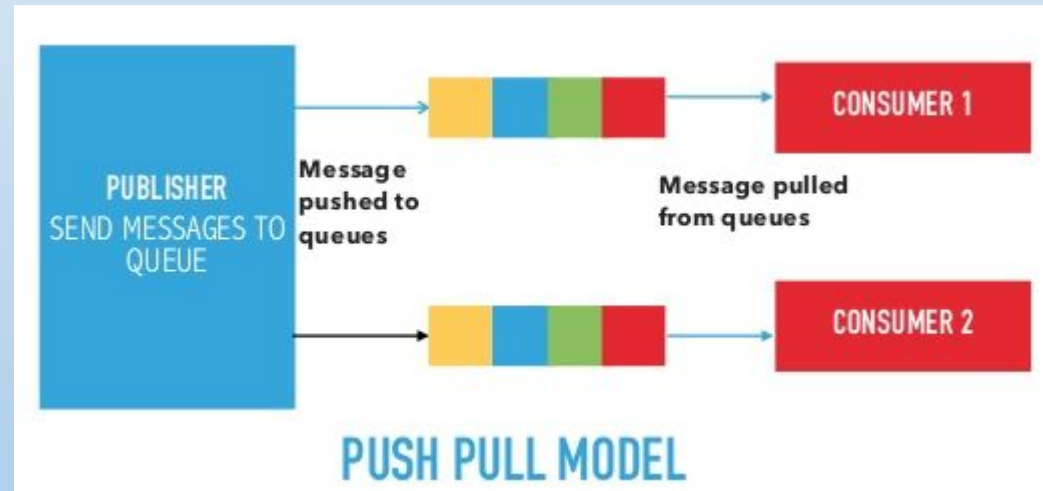 PUBLISHER
SEND MESSAGES TO
QUEUE
Message
pushed to
queues
CONSUMER 1
Message pulled
from queues
CONSUMER 2
PUSH PULL MODEL